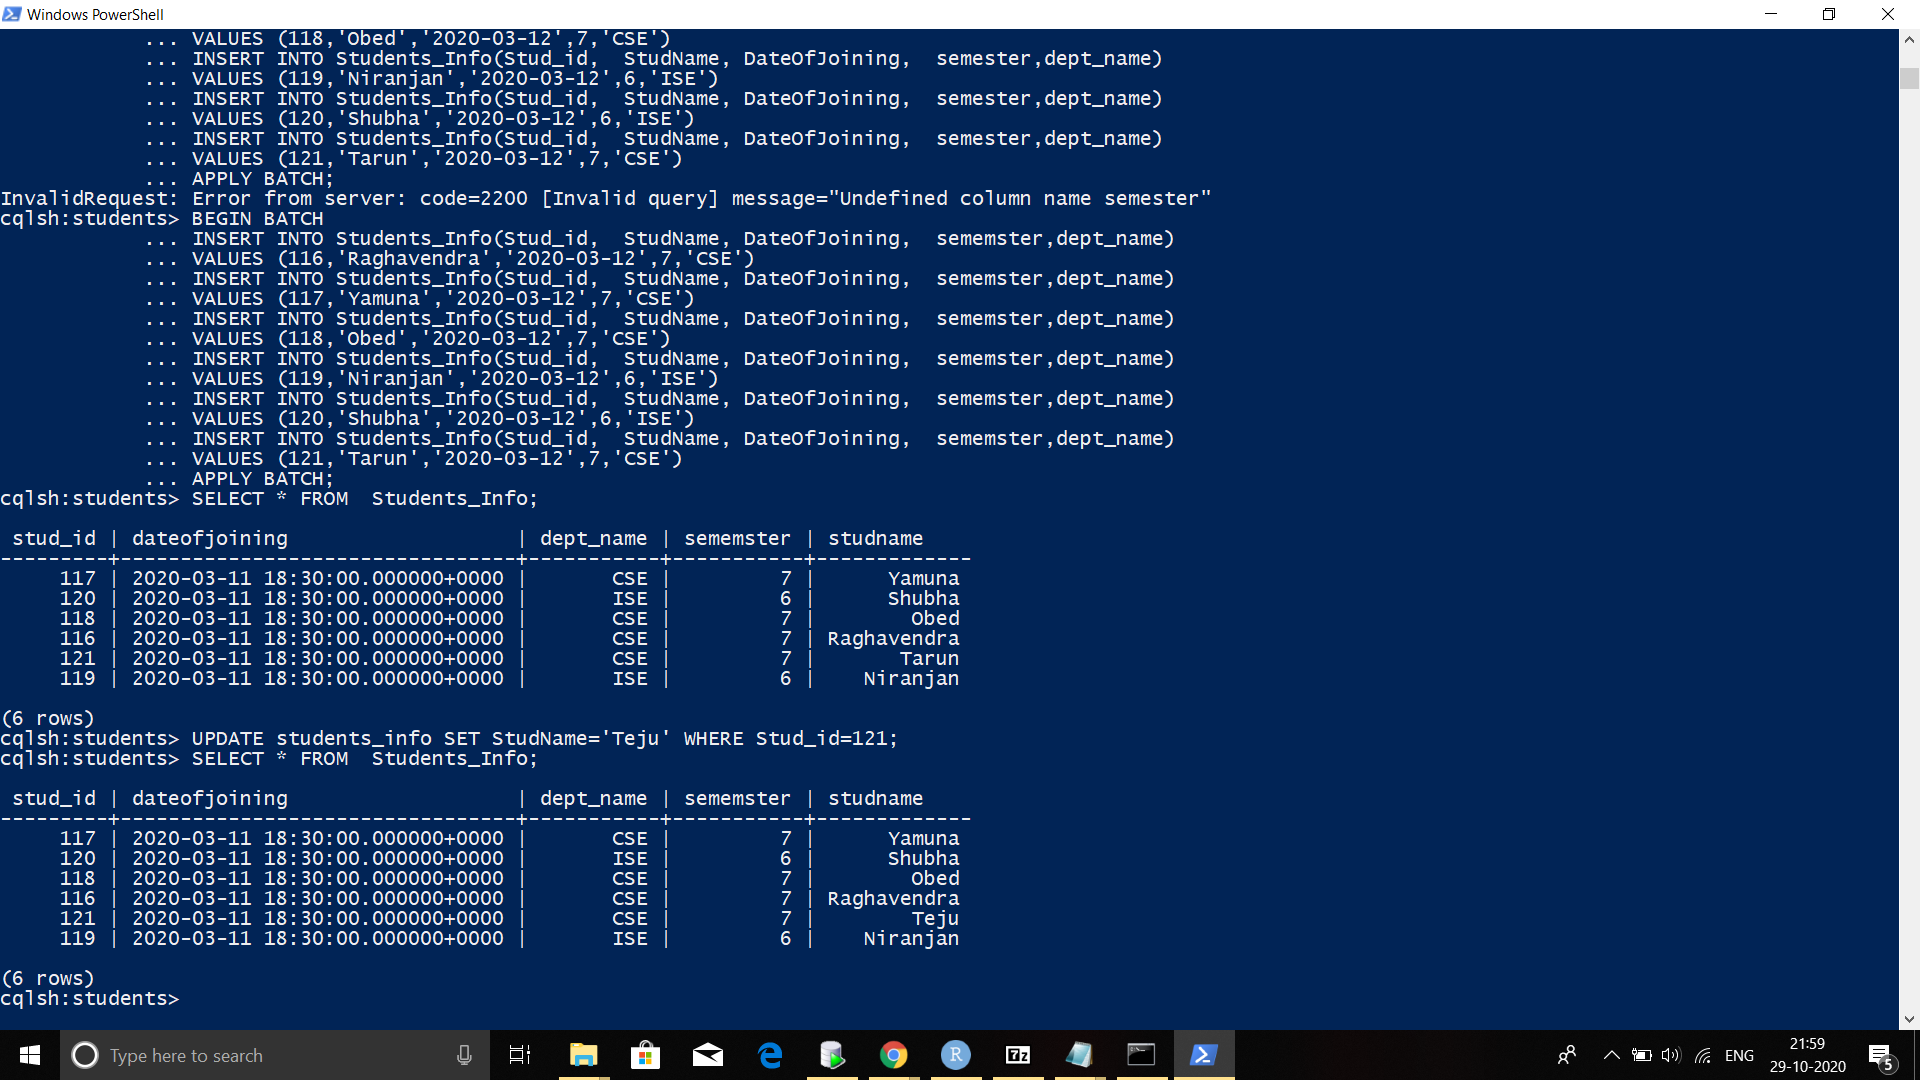 Windows PowerShell
... VALUES (118,'Obed','2020-03-12',7,'CSE')
... INSERT INTO Students_Info(Stud_id,  StudName, DateOfJoining,  semester,dept_name)
... VALUES (119,'Niranjan','2020-03-12',6,'ISE')
... INSERT INTO Students_Info(Stud_id,  StudName, DateOfJoining,  semester,dept_name)
... VALUES (120,'Shubha','2020-03-12',6,'ISE')
... INSERT INTO Students_Info(Stud_id,  StudName, DateOfJoining,  semester,dept_name)
... VALUES (121,'Tarun','2020-03-12',7,'CSE')
... APPLY BATCH;
InvalidRequest: Error from server: code=2200 [Invalid query] message="Undefined column name semester"
cqlsh:students> BEGIN BATCH
... INSERT INTO Students_Info(Stud_id,  StudName, DateOfJoining,  sememster,dept_name)
... VALUES (116,'Raghavendra','2020-03-12',7,'CSE')
... INSERT INTO Students_Info(Stud_id,  StudName, DateOfJoining,  sememster,dept_name)
... VALUES (117,'Yamuna','2020-03-12',7,'CSE')
... INSERT INTO Students_Info(Stud_id,  StudName, DateOfJoining,  sememster,dept_name)
... VALUES (118,'Obed','2020-03-12',7,'CSE')
... INSERT INTO Students_Info(Stud_id,  StudName, DateOfJoining,  sememster,dept_name)
... VALUES (119,'Niranjan','2020-03-12',6,'ISE')
... INSERT INTO Students_Info(Stud_id,  StudName, DateOfJoining,  sememster,dept_name)
... VALUES (120,'Shubha','2020-03-12',6,'ISE')
... INSERT INTO Students_Info(Stud_id,  StudName, DateOfJoining,  sememster,dept_name)
... VALUES (121,'Tarun','2020-03-12',7,'CSE')
... APPLY BATCH;
cqlsh:students> SELECT * FROM  Students_Info;
stud_id | dateofjoining | dept_name | sememster | studname
---------+---------------------------------+-----------+-----------+-------------
117 | 2020-03-11 18:30:00.000000+0000 | CSE | 7 | Yamuna
120 | 2020-03-11 18:30:00.000000+0000 | ISE | 6 | Shubha
118 | 2020-03-11 18:30:00.000000+0000 | CSE | 7 | Obed
116 | 2020-03-11 18:30:00.000000+0000 | CSE | 7 | Raghavendra
121 | 2020-03-11 18:30:00.000000+0000 | CSE | 7 | Tarun
119 | 2020-03-11 18:30:00.000000+0000 | ISE | 6 | Niranjan
(6 rows)
cqlsh:students> UPDATE students_info SET StudName='Teju' WHERE Stud_id=121;
cqlsh:students> SELECT * FROM  Students_Info;
stud_id | dateofjoining | dept_name | sememster | studname
---------+---------------------------------+-----------+-----------+-------------
117 | 2020-03-11 18:30:00.000000+0000 | CSE | 7 | Yamuna
120 | 2020-03-11 18:30:00.000000+0000 | ISE | 6 | Shubha
118 | 2020-03-11 18:30:00.000000+0000 | CSE | 7 | Obed
116 | 2020-03-11 18:30:00.000000+0000 | CSE | 7 | Raghavendra
121 | 2020-03-11 18:30:00.000000+0000 | CSE | 7 | Teju
119 | 2020-03-11 18:30:00.000000+0000 | ISE | 6 | Niranjan
(6 rows)
cqlsh:students>
Type here to search
R
7z
ENG
21:59
29-10-2020
5